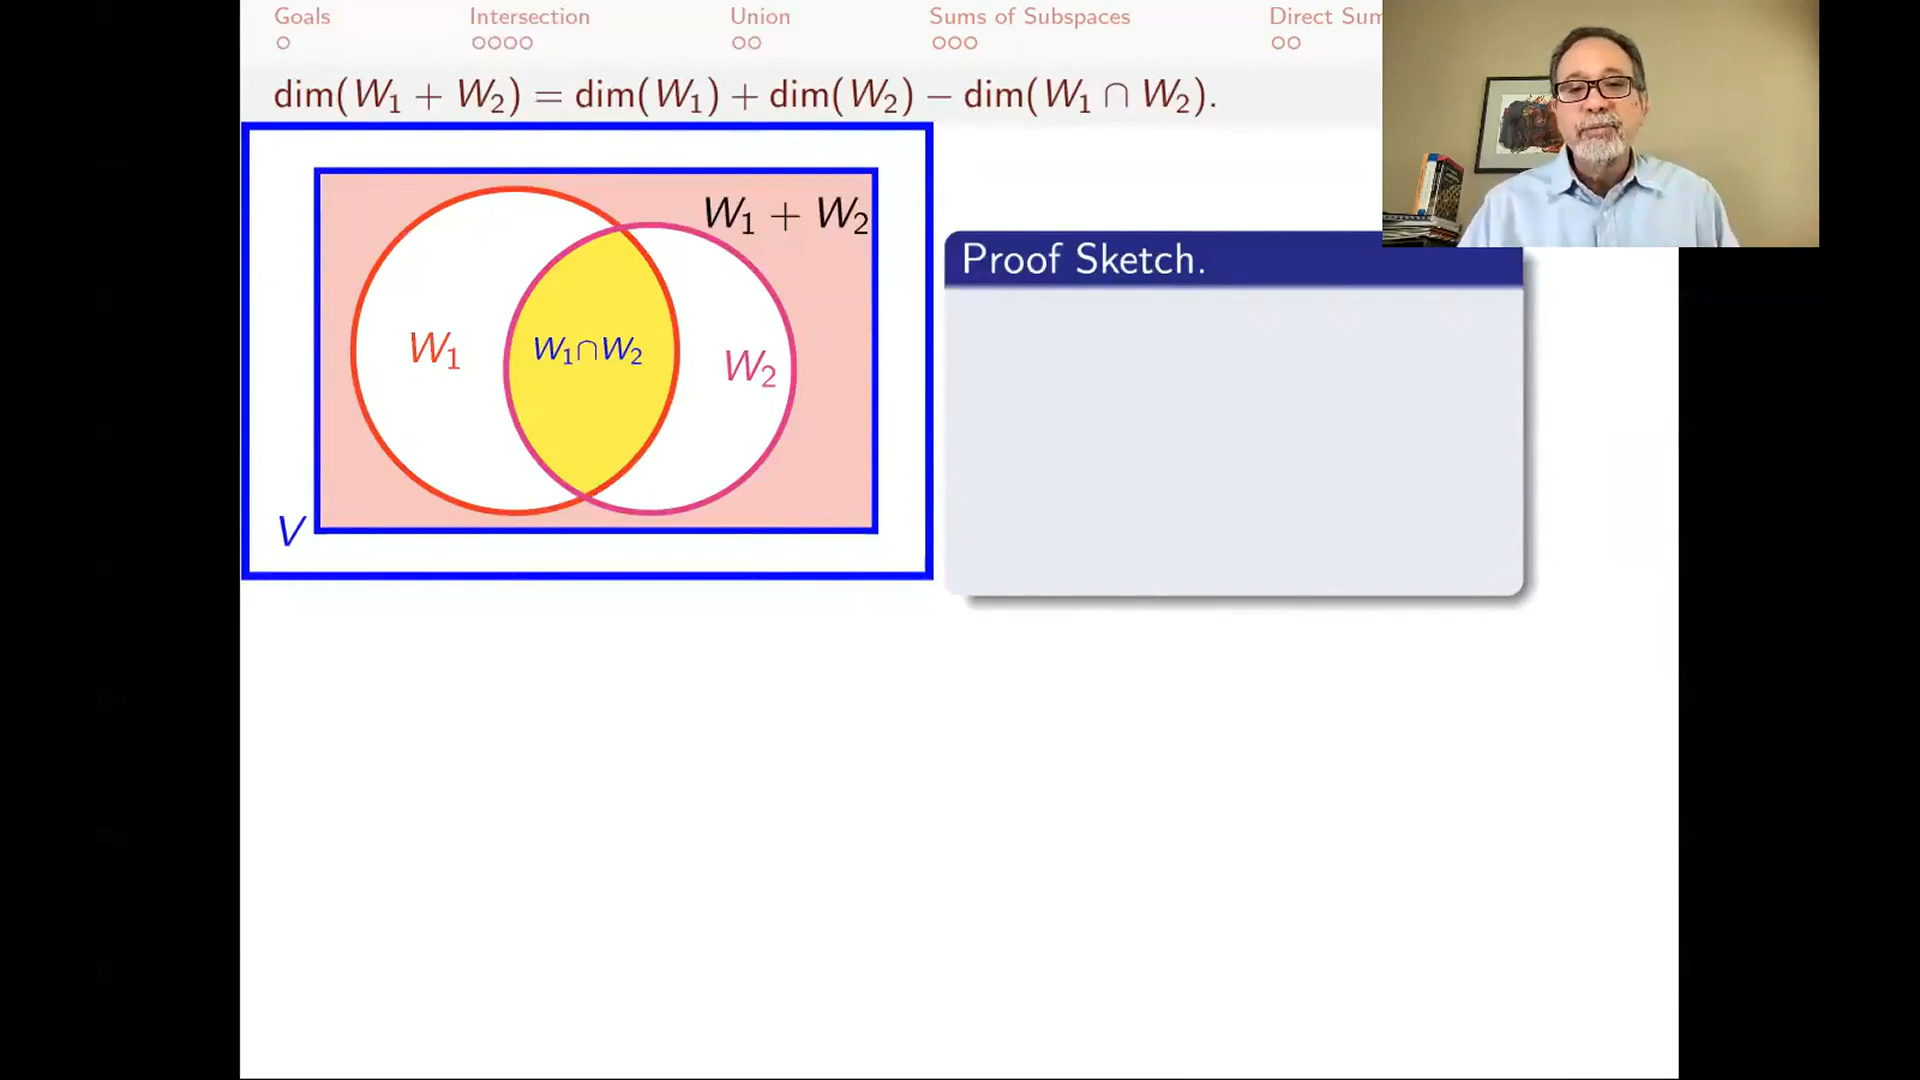 Goals Intersection Union Sums of Subspaces Direct Sum
dim(W₁ + W₂) = dim(W₁) + dim(W₂) − dim(W₁ ∩ W₂).
W₁ + W₂
Proof Sketch.
W₁
W₁∩W₂
W₂
V